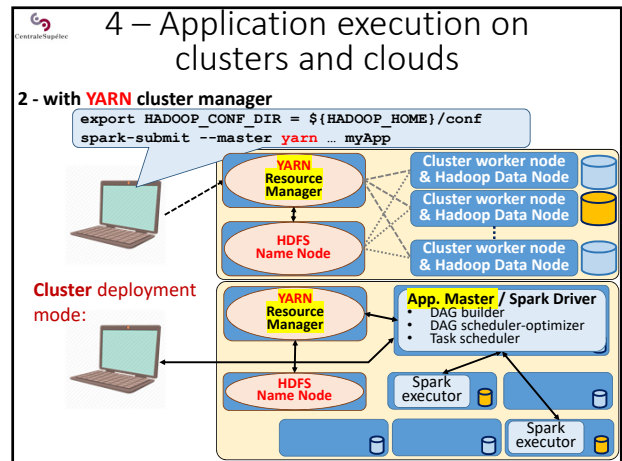 CentraleSupélec
4 – Application execution on
clusters and clouds
2 - with YARN cluster manager
export HADOOP_CONF_DIR = ${HADOOP_HOME}/conf
spark-submit --master yarn … myApp
YARN
Resource
Manager
HDFS
Name Node
Cluster worker node
& Hadoop Data Node
Cluster worker node
& Hadoop Data Node
Cluster worker node
& Hadoop Data Node
Cluster deployment
mode:
YARN
Resource
Manager
HDFS
Name Node
App. Master / Spark Driver
• DAG builder
• DAG scheduler-optimizer
• Task scheduler
Spark
executor
Spark
executor